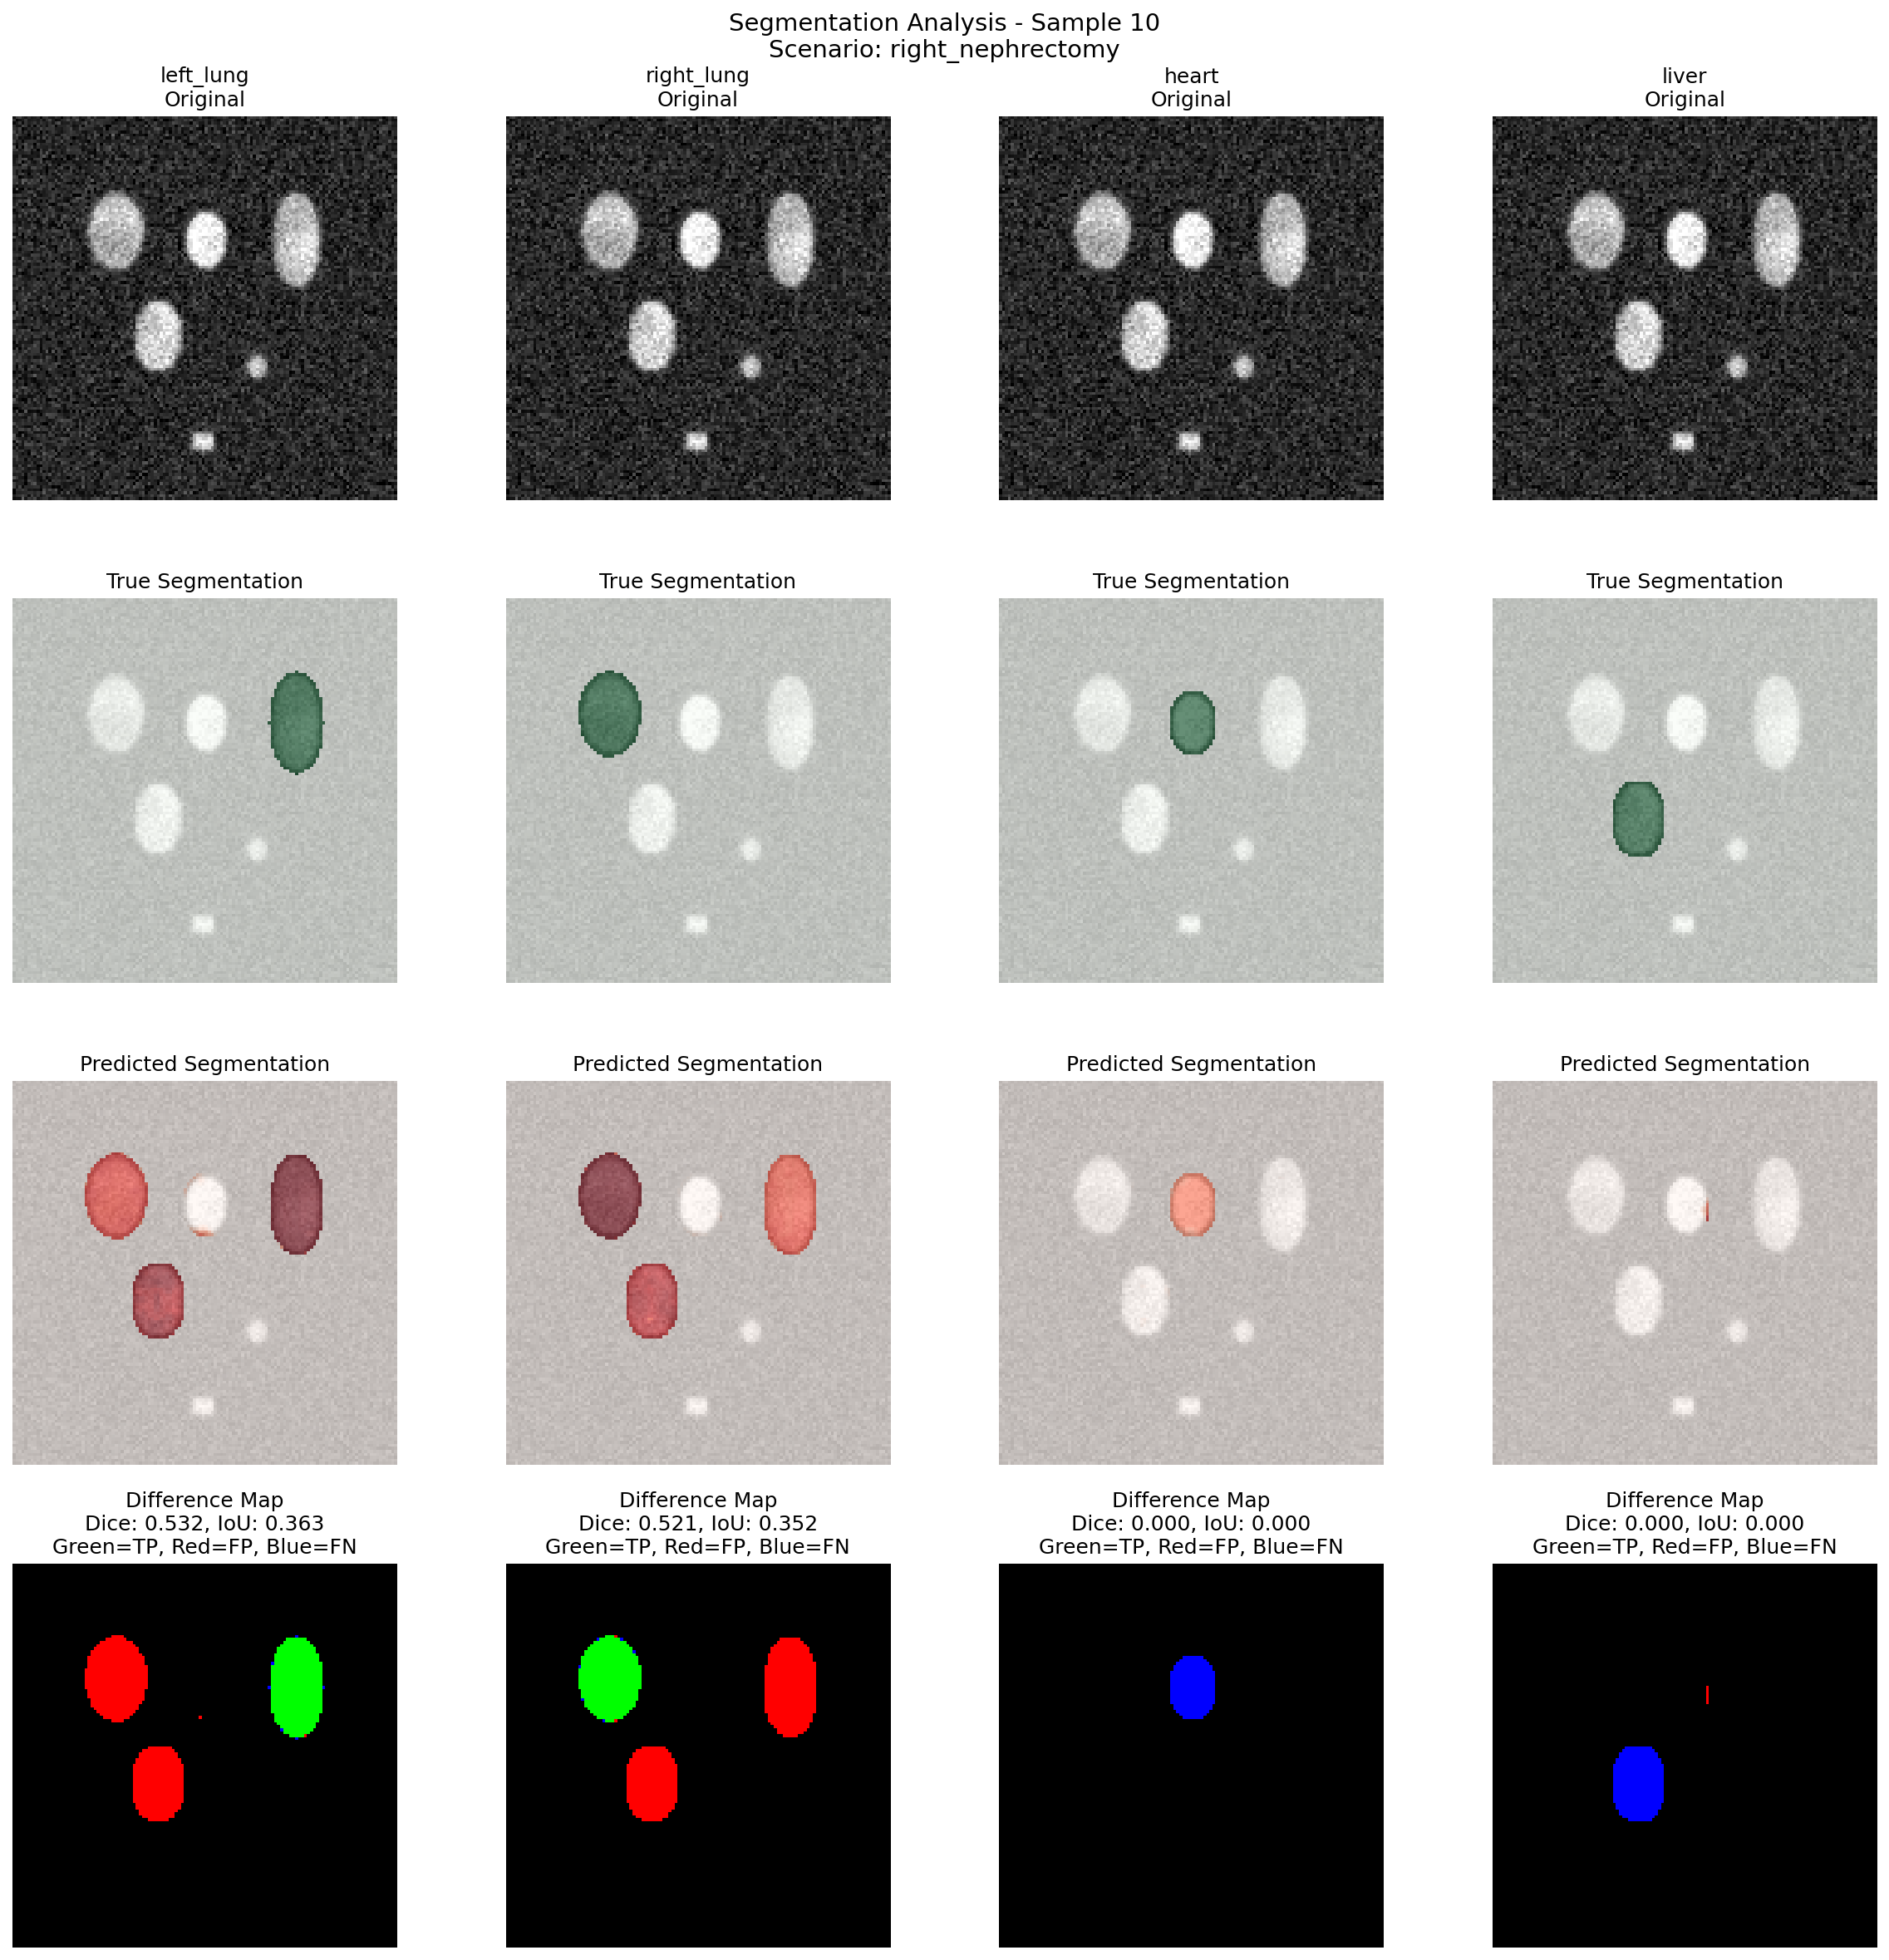 Segmentation Analysis - Sample 10
Scenario: right_nephrectomy
left_lung
Original
right_lung
Original
heart
Original
liver
Original
True Segmentation
True Segmentation
True Segmentation
True Segmentation
Predicted Segmentation
Predicted Segmentation
Predicted Segmentation
Predicted Segmentation
Difference Map
Dice: 0.532, IoU: 0.363
Green=TP, Red=FP, Blue=FN
Difference Map
Dice: 0.521, IoU: 0.352
Green=TP, Red=FP, Blue=FN
Difference Map
Dice: 0.000, IoU: 0.000
Green=TP, Red=FP, Blue=FN
Difference Map
Dice: 0.000, IoU: 0.000
Green=TP, Red=FP, Blue=FN